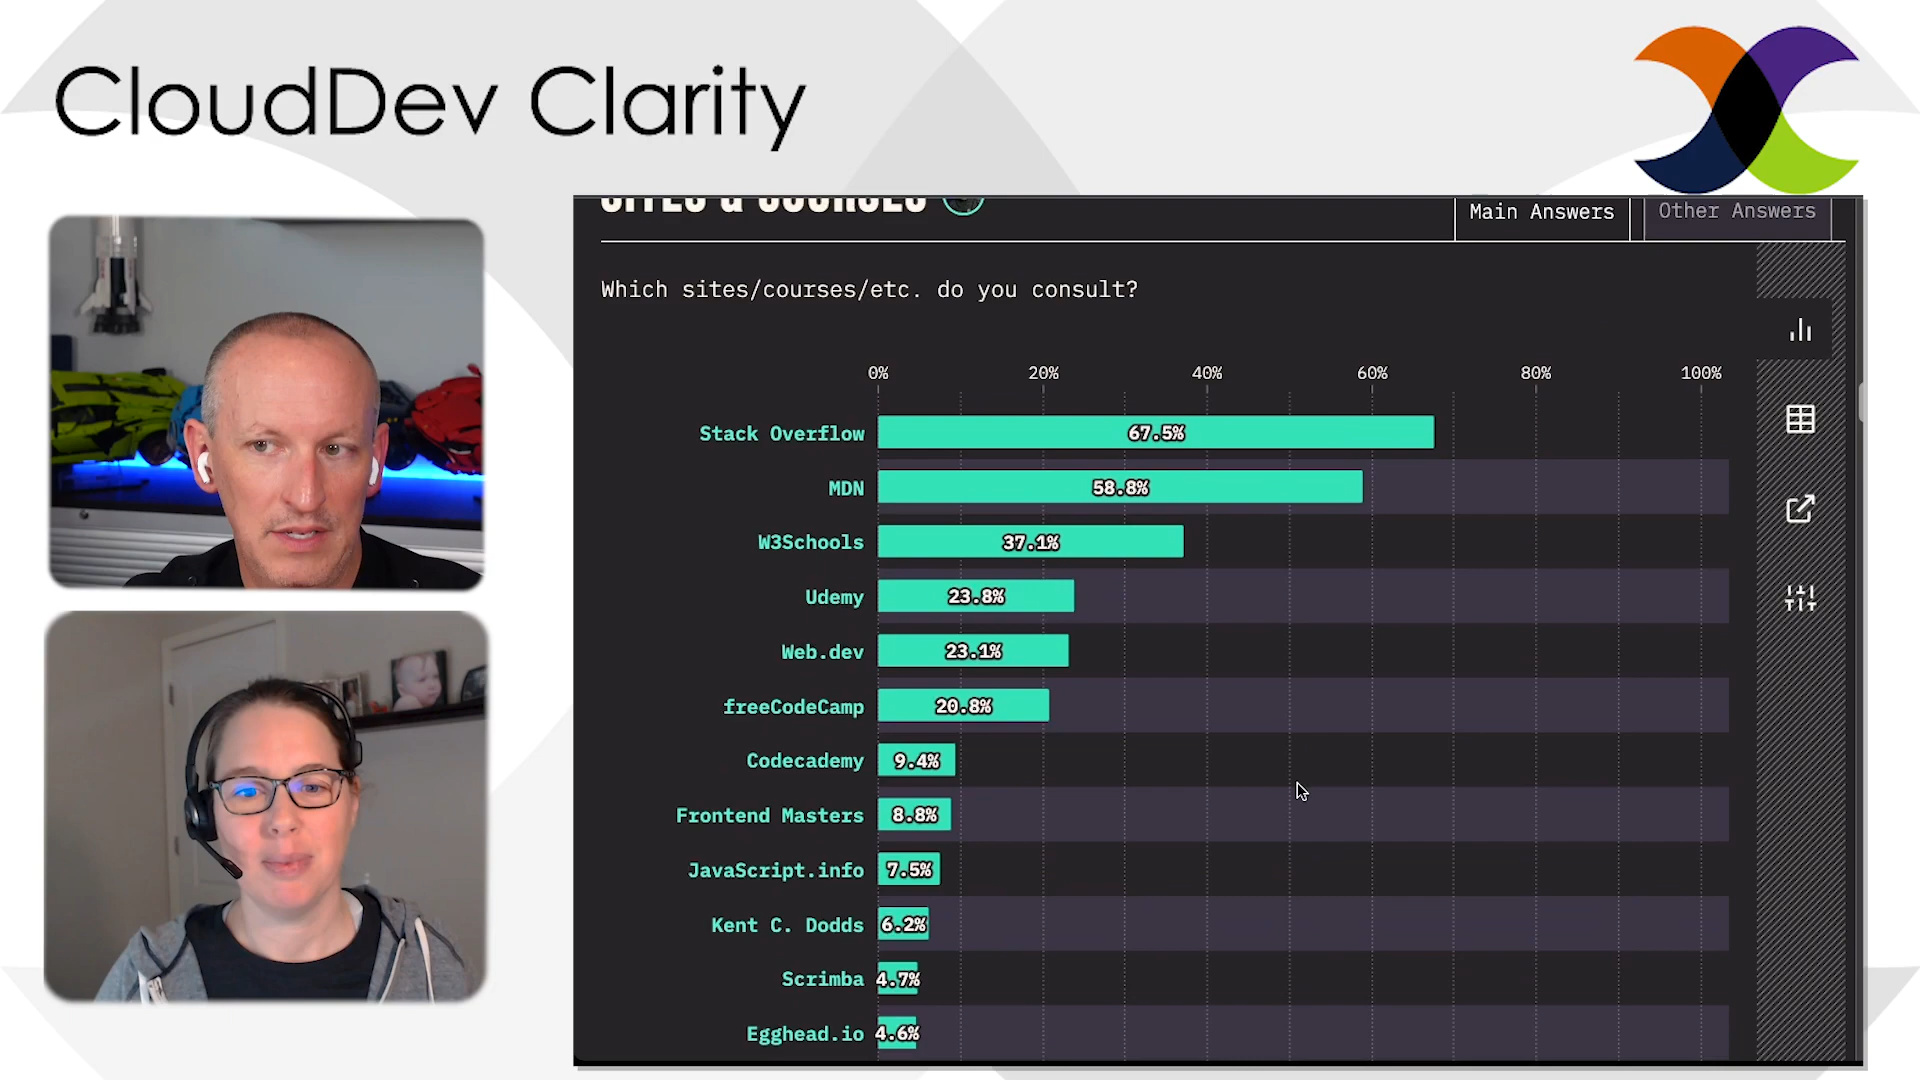 CloudDev Clarity
SITES & COURSES
Main Answers
Other Answers
Which sites/courses/etc. do you consult?
0% 20% 40% 60% 80% 100%
Stack Overflow 67.5%
MDN 58.8%
W3Schools 37.1%
Udemy 23.8%
Web.dev 23.1%
freeCodeCamp 20.8%
Codecademy 9.4%
Frontend Masters 8.8%
JavaScript.info 7.5%
Kent C. Dodds 6.2%
Scrimba 4.7%
Egghead.io 4.6%